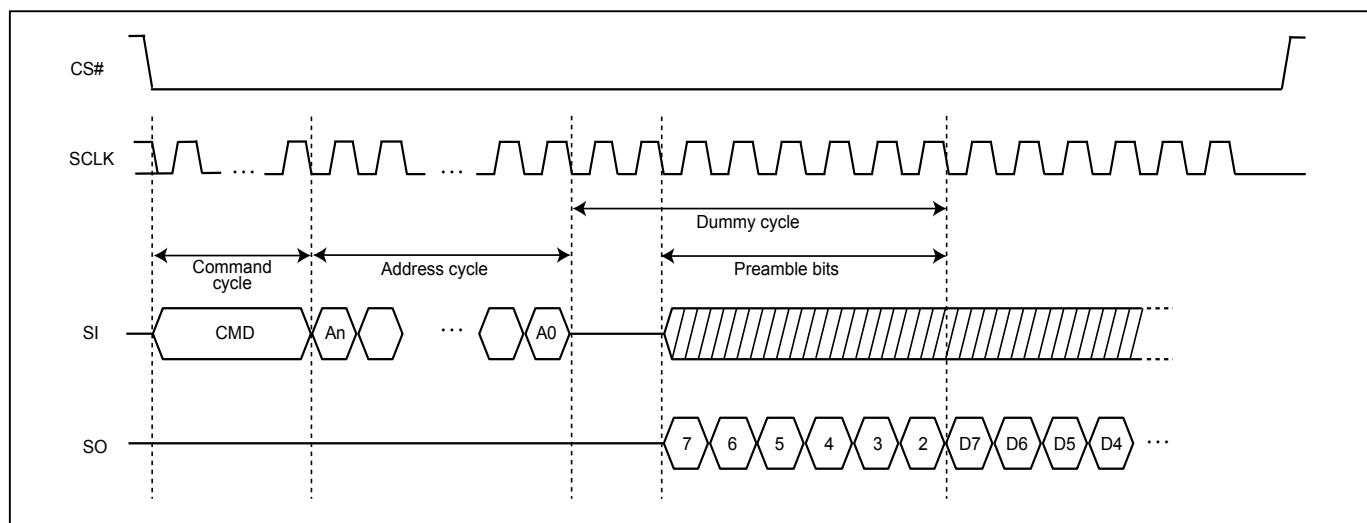 CS#
SCLK
...
...
Dummy cycle
Command
cycle
Address cycle
Preamble bits
SI
CMD
An
...
A0
SO
7 6 5 4 3 2 D7 D6 D5 D4 ...